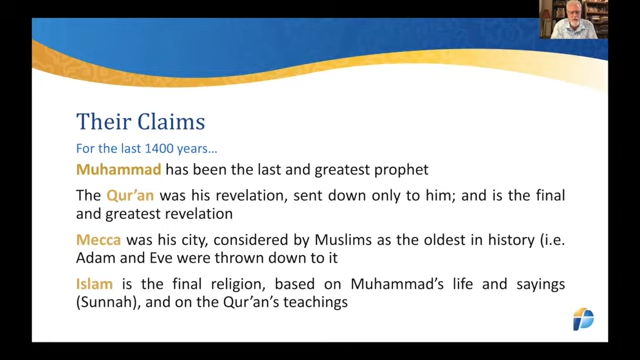 Their Claims
For the last 1400 years…
Muhammad has been the last and greatest prophet
The Qur’an was his revelation, sent down only to him; and is the final
and greatest revelation
Mecca was his city, considered by Muslims as the oldest in history (i.e.
Adam and Eve were thrown down to it
Islam is the final religion, based on Muhammad’s life and sayings
(Sunnah), and on the Qur’an’s teachings